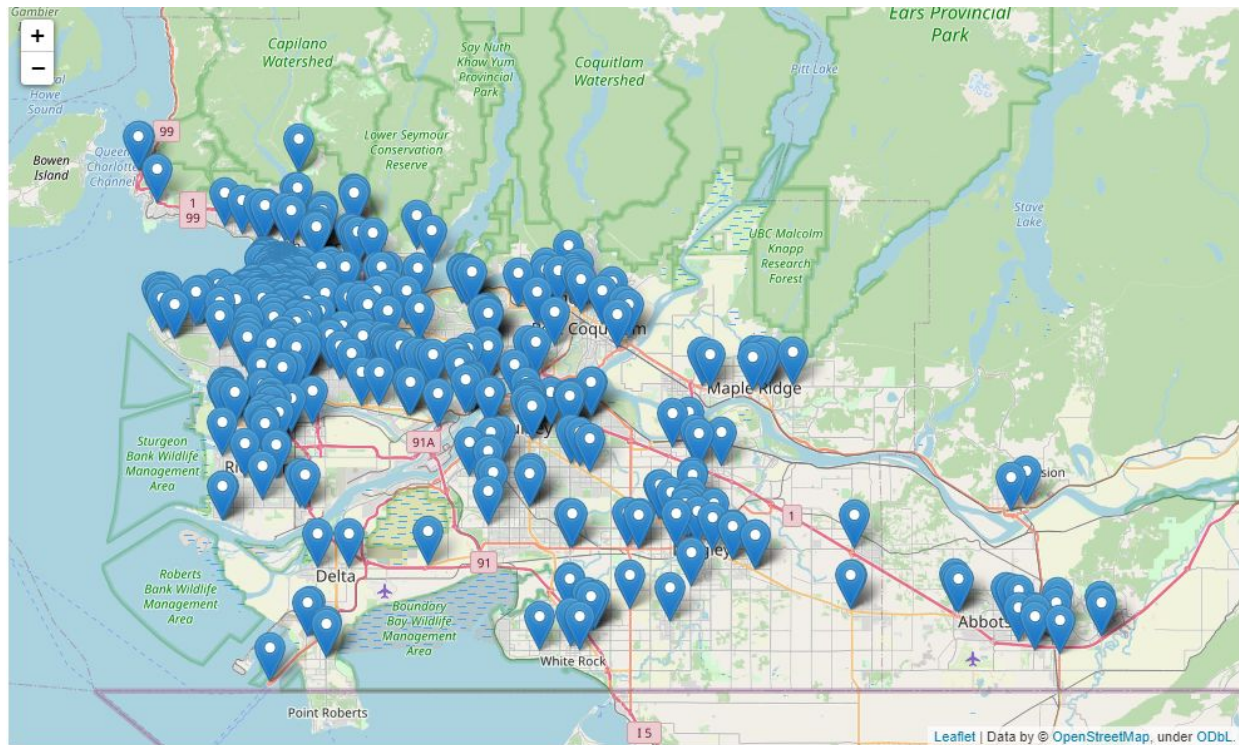 Gambier
+
−
Howe
Sound
Bowen
Island
Queen
Charlotte
Channel
99
1
99
Capilano
Watershed
Say Nuth
Khaw Yum
Provincial
Park
Lower Seymour
Conservation
Reserve
Coquitlam
Watershed
Pitt Lake
Ears Provincial
Park
Stave
Lake
UBC Malcolm
Knapp
Research
Forest
Coquitlam
Maple Ridge
Sturgeon
Bank Wildlife
Management
Area
91A
91
1
Roberts
Bank Wildlife
Management
Area
Delta
Boundary
Bay Wildlife
Management
Area
White Rock
Point Roberts
I 5
Leaflet | Data by © OpenStreetMap, under ODbL.